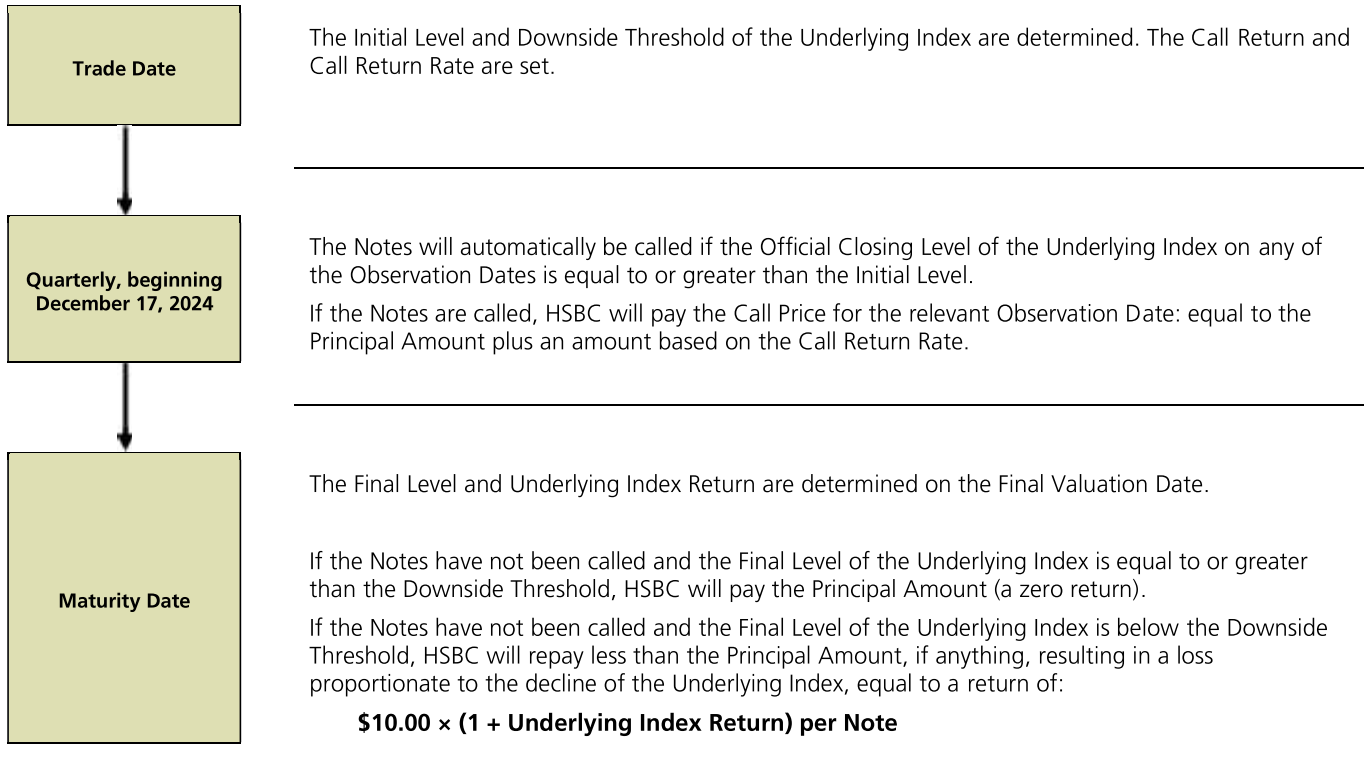 Trade Date
The Initial Level and Downside Threshold of the Underlying Index are determined. The Call Return and
Call Return Rate are set.
Quarterly, beginning
December 17, 2024
The Notes will automatically be called if the Official Closing Level of the Underlying Index on any of
the Observation Dates is equal to or greater than the Initial Level.
If the Notes are called, HSBC will pay the Call Price for the relevant Observation Date: equal to the
Principal Amount plus an amount based on the Call Return Rate.
Maturity Date
The Final Level and Underlying Index Return are determined on the Final Valuation Date.
If the Notes have not been called and the Final Level of the Underlying Index is equal to or greater
than the Downside Threshold, HSBC will pay the Principal Amount (a zero return).
If the Notes have not been called and the Final Level of the Underlying Index is below the Downside
Threshold, HSBC will repay less than the Principal Amount, if anything, resulting in a loss
proportionate to the decline of the Underlying Index, equal to a return of:
$10.00 × (1 + Underlying Index Return) per Note